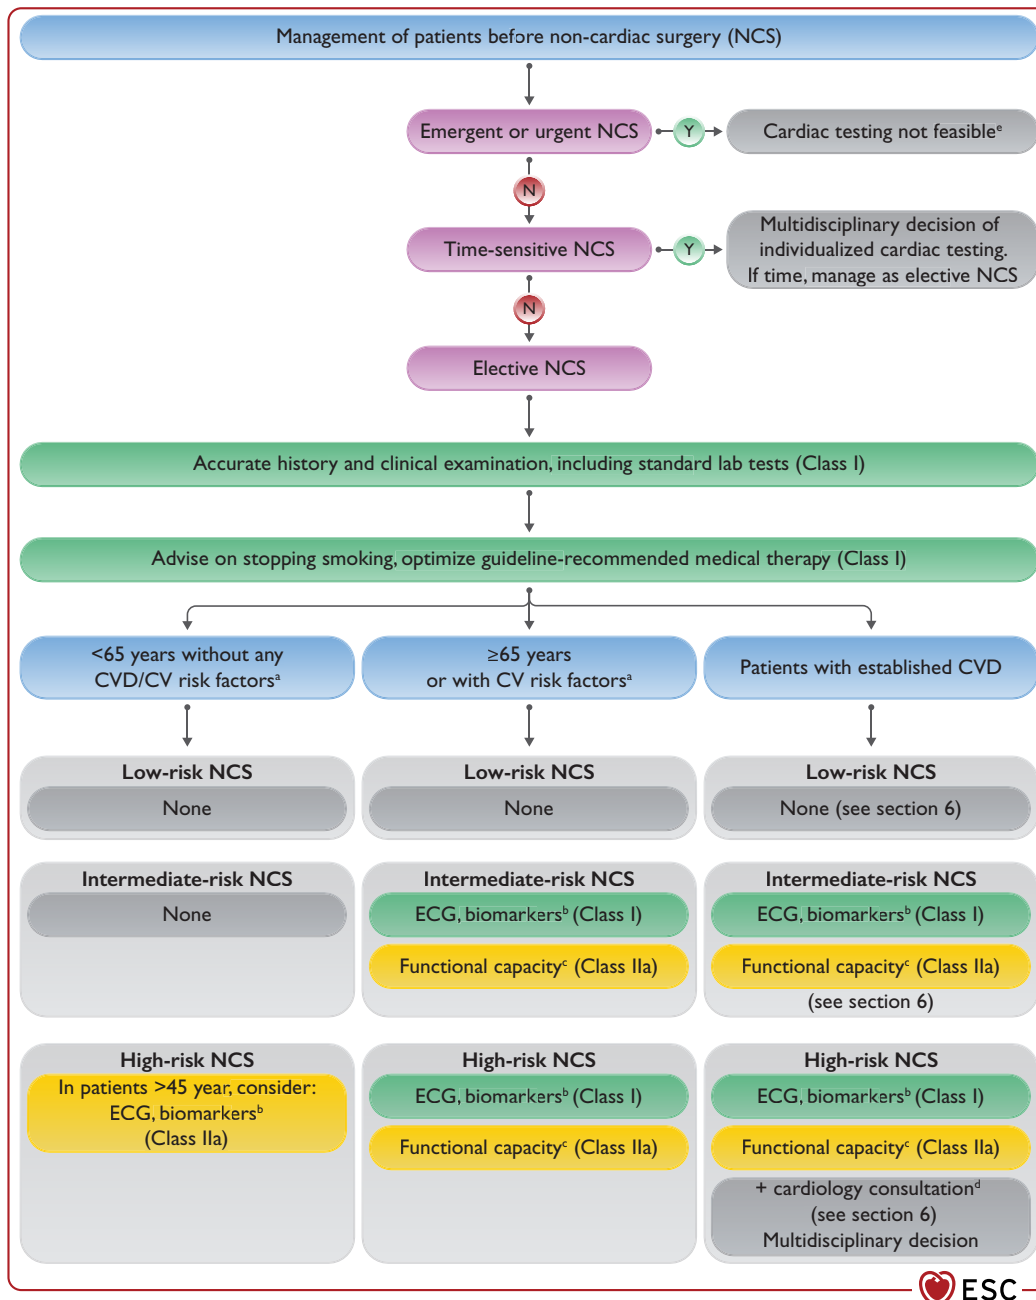 Management of patients before non-cardiac surgery (NCS)
Emergent or urgent NCS
Y
Cardiac testing not feasibleᵉ
N
Time-sensitive NCS
Y
Multidisciplinary decision of
individualized cardiac testing.
If time, manage as elective NCS
N
Elective NCS
Accurate history and clinical examination, including standard lab tests (Class I)
Advise on stopping smoking, optimize guideline-recommended medical therapy (Class I)
<65 years without any
CVD/CV risk factorsᵃ
≥65 years
or with CV risk factorsᵃ
Patients with established CVD
Low-risk NCS
None
Low-risk NCS
None
Low-risk NCS
None (see section 6)
Intermediate-risk NCS
None
Intermediate-risk NCS
ECG, biomarkersᵇ (Class I)
Functional capacityᶜ (Class IIa)
Intermediate-risk NCS
ECG, biomarkersᵇ (Class I)
Functional capacityᶜ (Class IIa)
(see section 6)
High-risk NCS
In patients >45 year, consider:
ECG, biomarkersᵇ
(Class IIa)
High-risk NCS
ECG, biomarkersᵇ (Class I)
Functional capacityᶜ (Class IIa)
High-risk NCS
ECG, biomarkersᵇ (Class I)
Functional capacityᶜ (Class IIa)
+ cardiology consultationᵈ
(see section 6)
Multidisciplinary decision
ESC